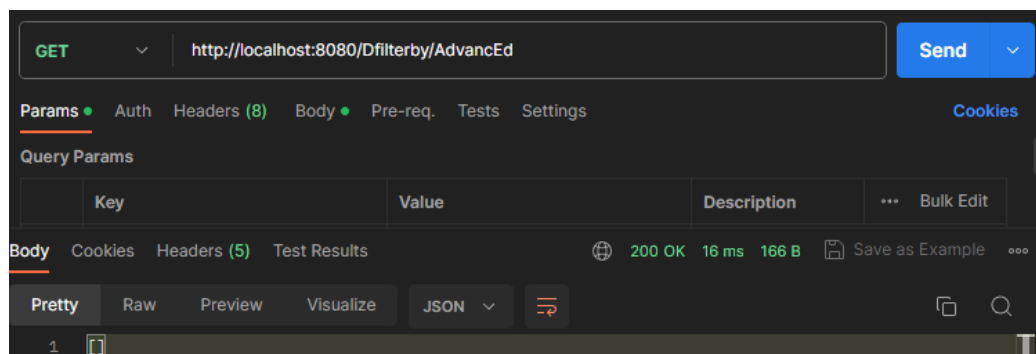 GET http://localhost:8080/Dfilterby/AdvancEd Send
Params Auth Headers (8) Body Pre-req. Tests Settings Cookies
Query Params
Key Value Description Bulk Edit
Body Cookies Headers (5) Test Results 200 OK 16 ms 166 B Save as Example
Pretty Raw Preview Visualize JSON
1 []